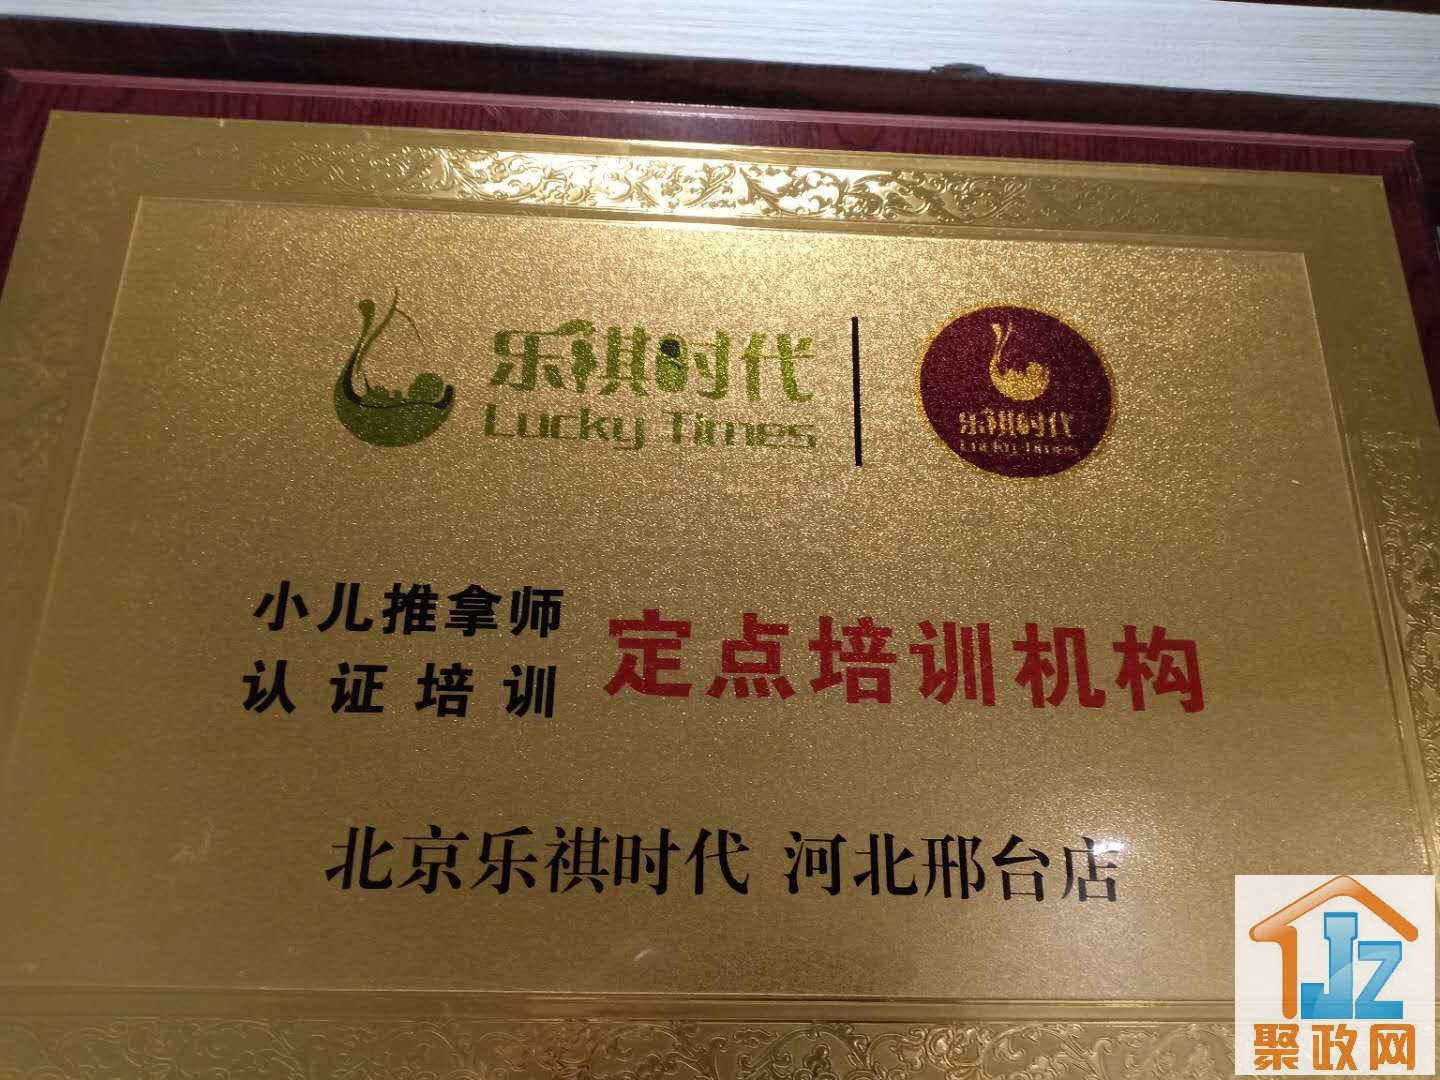 乐祺时代
Lucky Times
乐祺时代
Lucky Times
小儿推拿师
认证培训
定点培训机构
北京乐祺时代 河北邢台店
JZ
聚政网